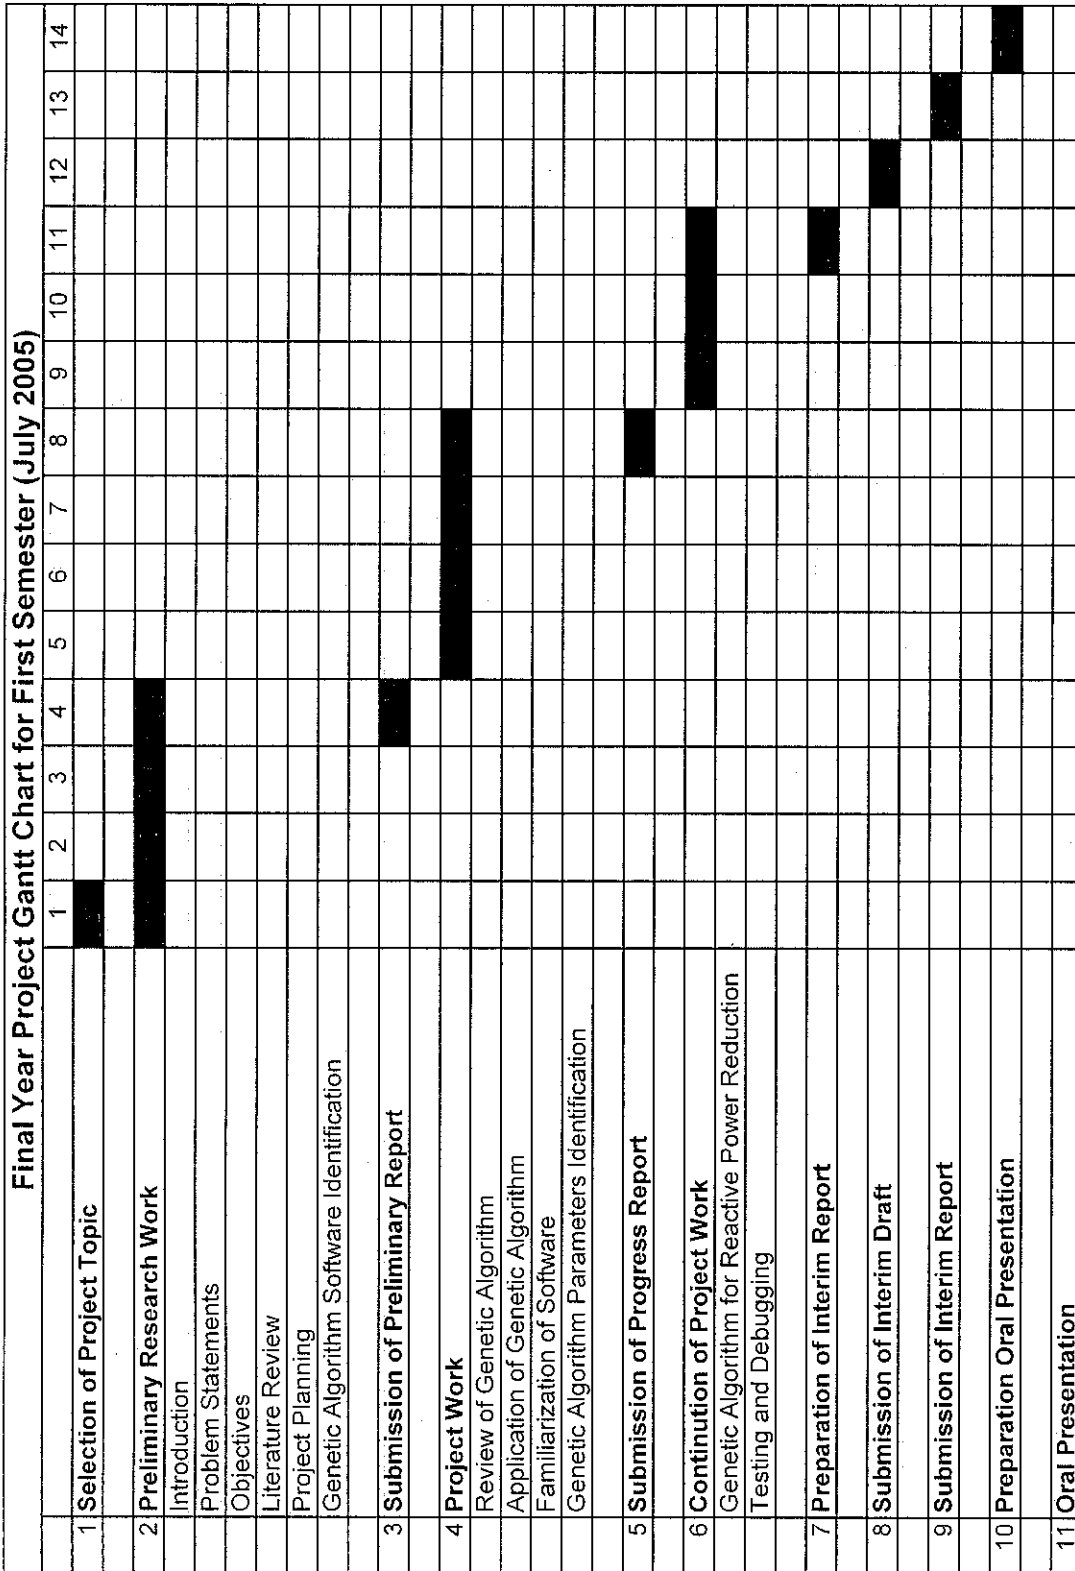 Final Year Project Gantt Chart for First Semester (July 2005)
1 2 3 4 5 6 7 8 9 10 11 12 13 14
1 Selection of Project Topic
2 Preliminary Research Work
Introduction
Problem Statements
Objectives
Literature Review
Project Planning
Genetic Algorithm Software Identification
3 Submission of Preliminary Report
4 Project Work
Review of Genetic Algorithm
Application of Genetic Algorithm
Familiarization of Software
Genetic Algorithm Parameters Identification
5 Submission of Progress Report
6 Continution of Project Work
Genetic Algorithm for Reactive Power Reduction
Testing and Debugging
7 Preparation of Interim Report
8 Submission of Interim Draft
9 Submission of Interim Report
10 Preparation Oral Presentation
11 Oral Presentation